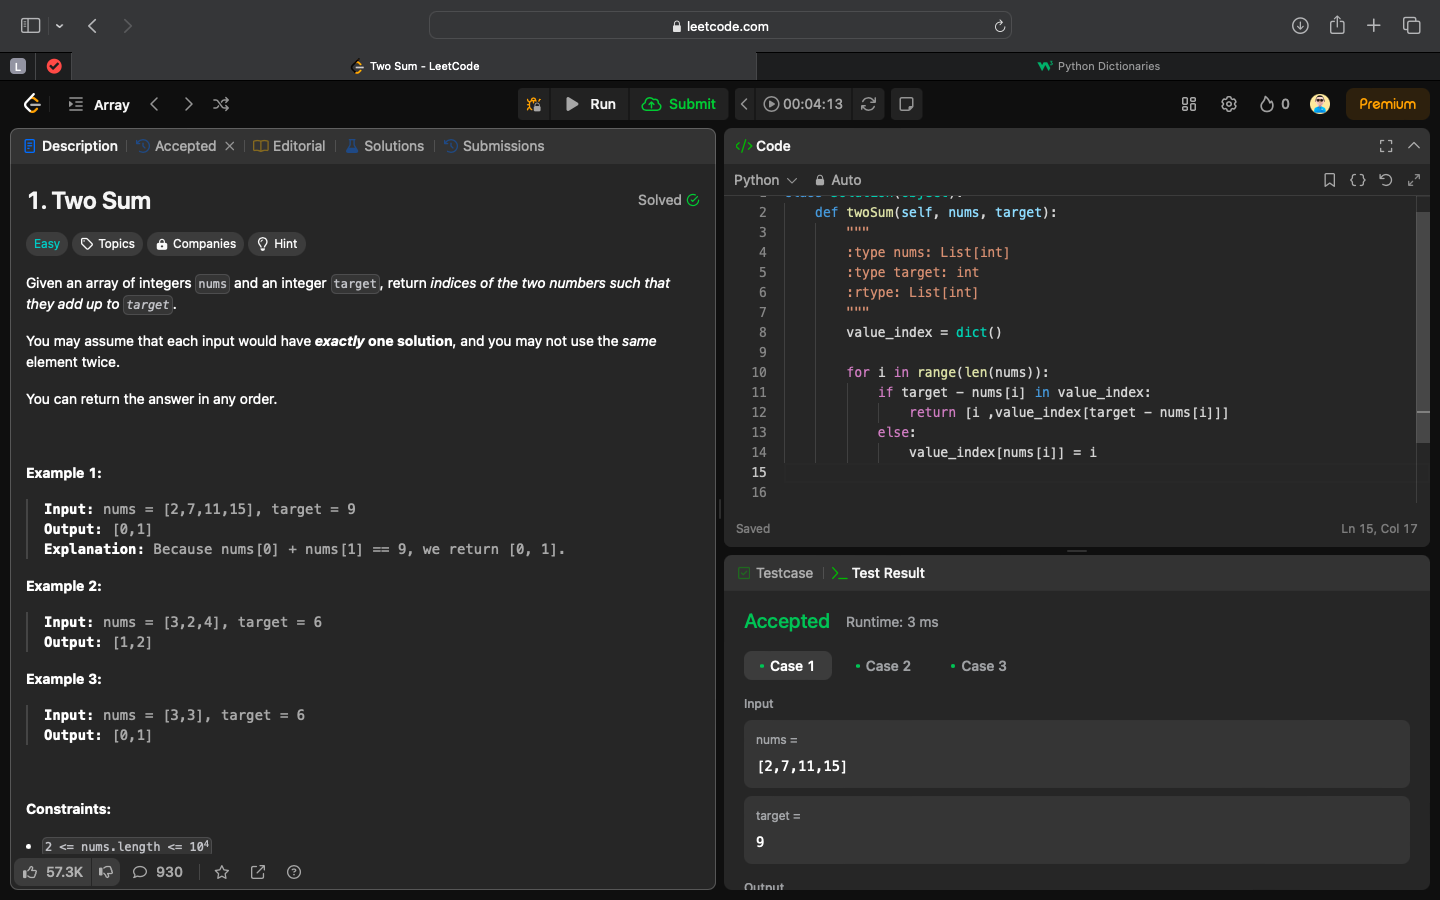 leetcode.com
L
Two Sum - LeetCode
Python Dictionaries
Array
Run
Submit
00:04:13
0
Premium
Description
Accepted
Editorial
Solutions
Submissions
1. Two Sum
Solved
Easy
Topics
Companies
Hint
Given an array of integers nums and an integer target, return indices of the two numbers such that
they add up to target.
You may assume that each input would have exactly one solution, and you may not use the same
element twice.
You can return the answer in any order.
Example 1:
Input: nums = [2,7,11,15], target = 9
Output: [0,1]
Explanation: Because nums[0] + nums[1] == 9, we return [0, 1].
Example 2:
Input: nums = [3,2,4], target = 6
Output: [1,2]
Example 3:
Input: nums = [3,3], target = 6
Output: [0,1]
Constraints:
• 2 <= nums.length <= 10⁴
57.3K
930
</> Code
Python
Auto
2 def twoSum(self, nums, target):
3 """
4 :type nums: List[int]
5 :type target: int
6 :rtype: List[int]
7 """
8 value_index = dict()
9
10 for i in range(len(nums)):
11 if target - nums[i] in value_index:
12 return [i ,value_index[target - nums[i]]]
13 else:
14 value_index[nums[i]] = i
15
16
Saved
Ln 15, Col 17
Testcase
Test Result
Accepted
Runtime: 3 ms
Case 1
Case 2
Case 3
Input
nums =
[2,7,11,15]
target =
9
Output